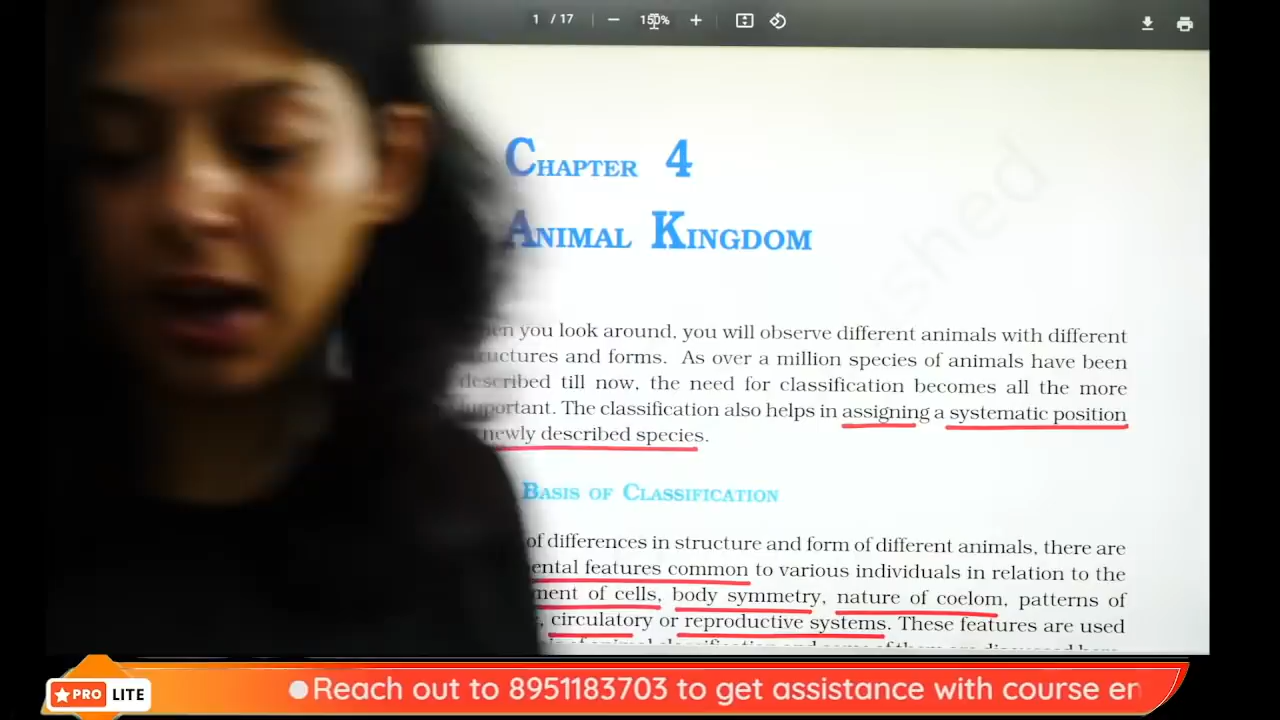 1 / 17 — 150% +
CHAPTER 4
ANIMAL KINGDOM
you look around, you will observe different animals with different
structures and forms. As over a million species of animals have been
described till now, the need for classification becomes all the more
important. The classification also helps in assigning a systematic position
newly described species.
BASIS OF CLASSIFICATION
of differences in structure and form of different animals, there are
features common to various individuals in relation to the
of cells, body symmetry, nature of coelom, patterns of
circulatory or reproductive systems. These features are used
PRO LITE
Reach out to 8951183703 to get assistance with course en